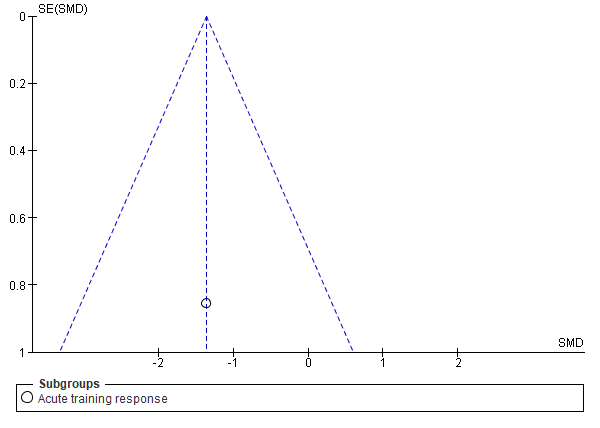 SE(SMD)
0
0.2
0.4
0.6
0.8
1
SMD
-2 -1 0 1 2
Subgroups
Acute training response